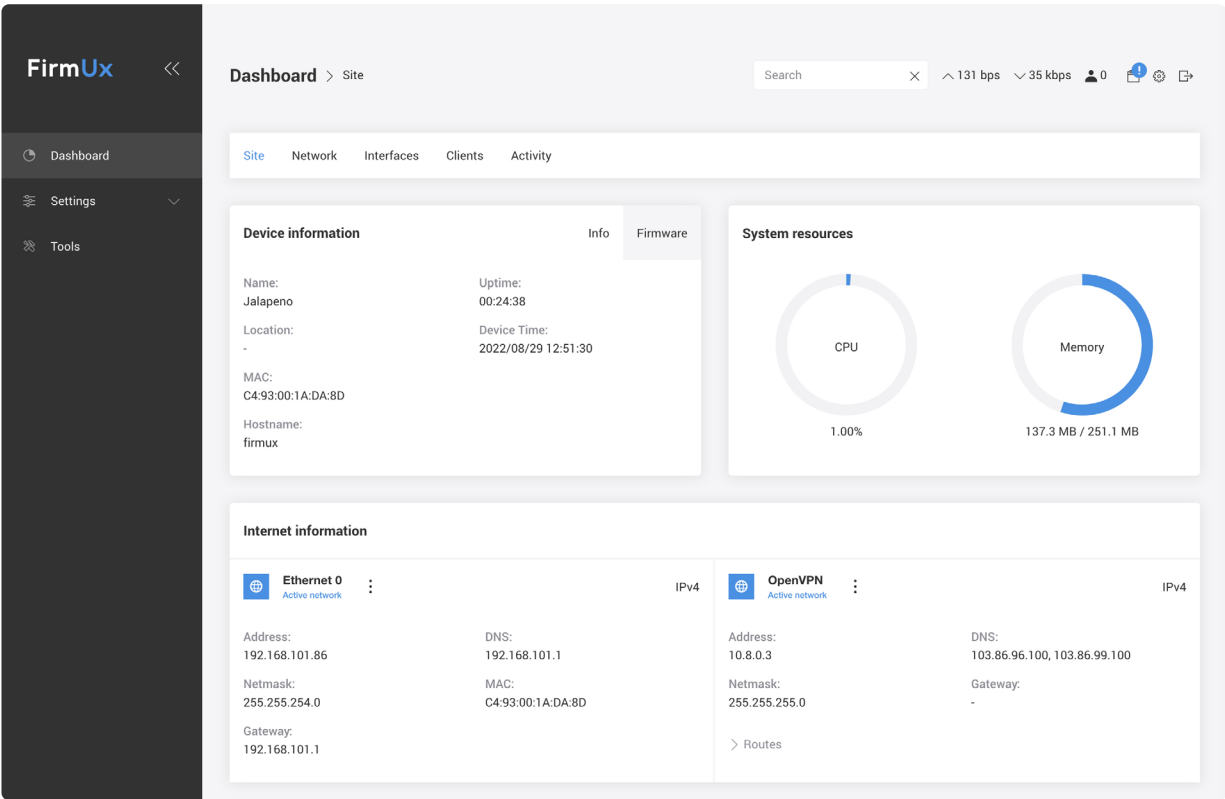 FirmUx
Dashboard
Settings
Tools
Dashboard > Site
Search
131 bps 35 kbps 0 !
Site Network Interfaces Clients Activity
Device information Info Firmware
Name: Uptime:
Jalapeno 00:24:38
Location: Device Time:
- 2022/08/29 12:51:30
MAC:
C4:93:00:1A:DA:8D
Hostname:
firmux
System resources
CPU Memory
1.00% 137.3 MB / 251.1 MB
Internet information
Ethernet 0 IPv4
Active network
Address: DNS:
192.168.101.86 192.168.101.1
Netmask: MAC:
255.255.254.0 C4:93:00:1A:DA:8D
Gateway:
192.168.101.1
OpenVPN IPv4
Active network
Address: DNS:
10.8.0.3 103.86.96.100, 103.86.99.100
Netmask: Gateway:
255.255.255.0 -
Routes